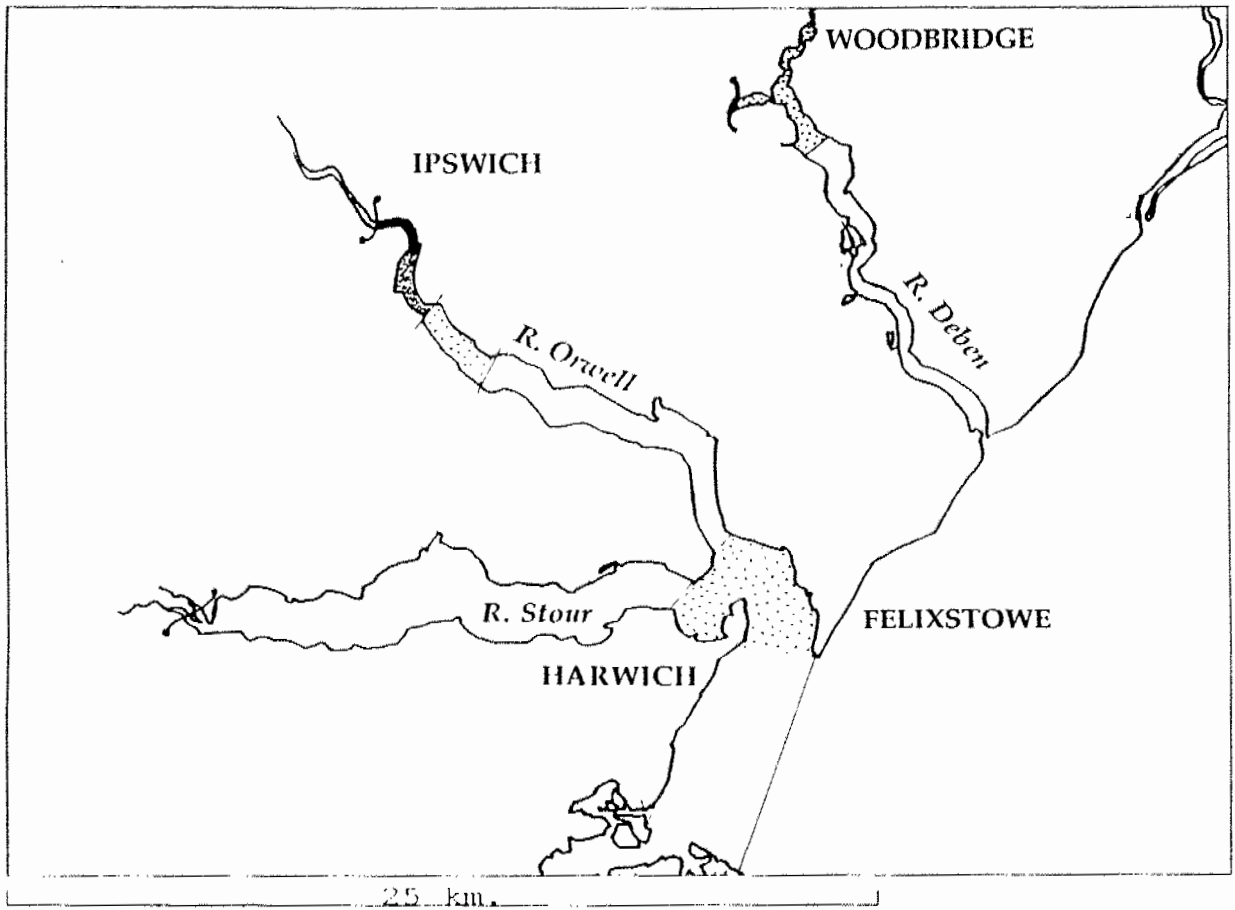 WOODBRIDGE
IPSWICH
R. Deben
R. Orwell
R. Stour
FELIXSTOWE
HARWICH
25 km.